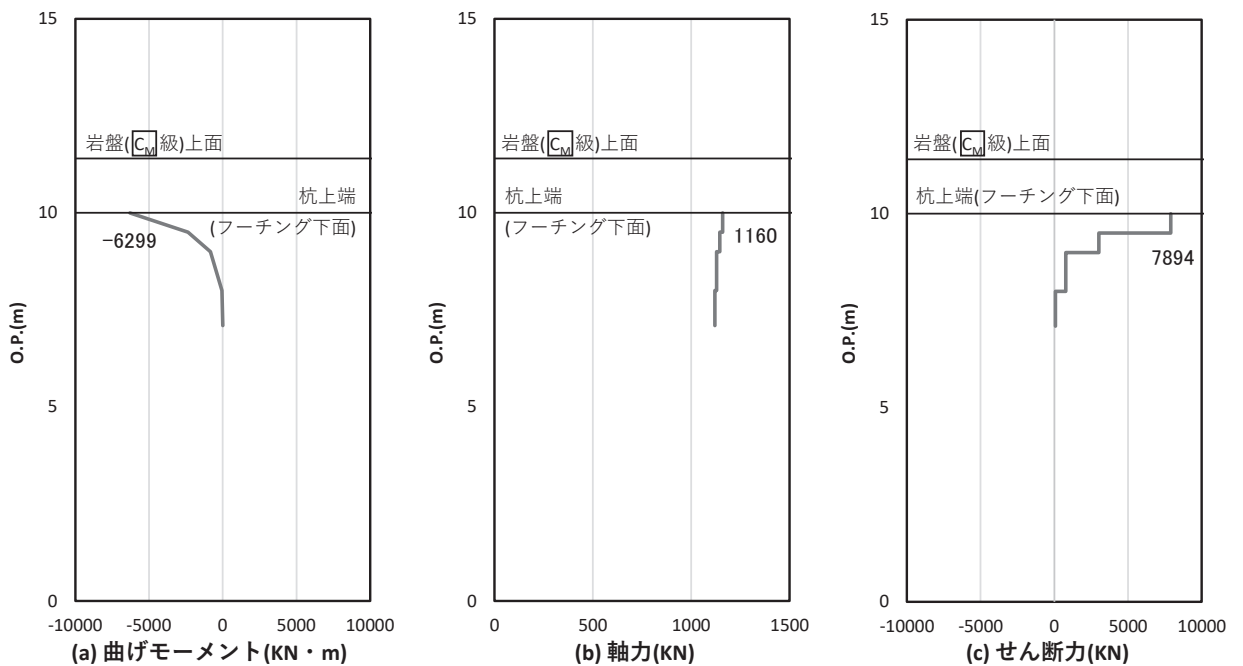 15
岩盤(CM級)上面
杭上端
10
(フーチング下面)
-6299
O.P.(m)
5
0
-10000 -5000 0 5000 10000
(a) 曲げモーメント(KN・m)
15
岩盤(CM級)上面
杭上端
10
(フーチング下面)
1160
O.P.(m)
5
0
0 500 1000 1500
(b) 軸力(KN)
15
岩盤(CM級)上面
杭上端(フーチング下面)
10
7894
O.P.(m)
5
0
-10000 -5000 0 5000 10000
(c) せん断力(KN)